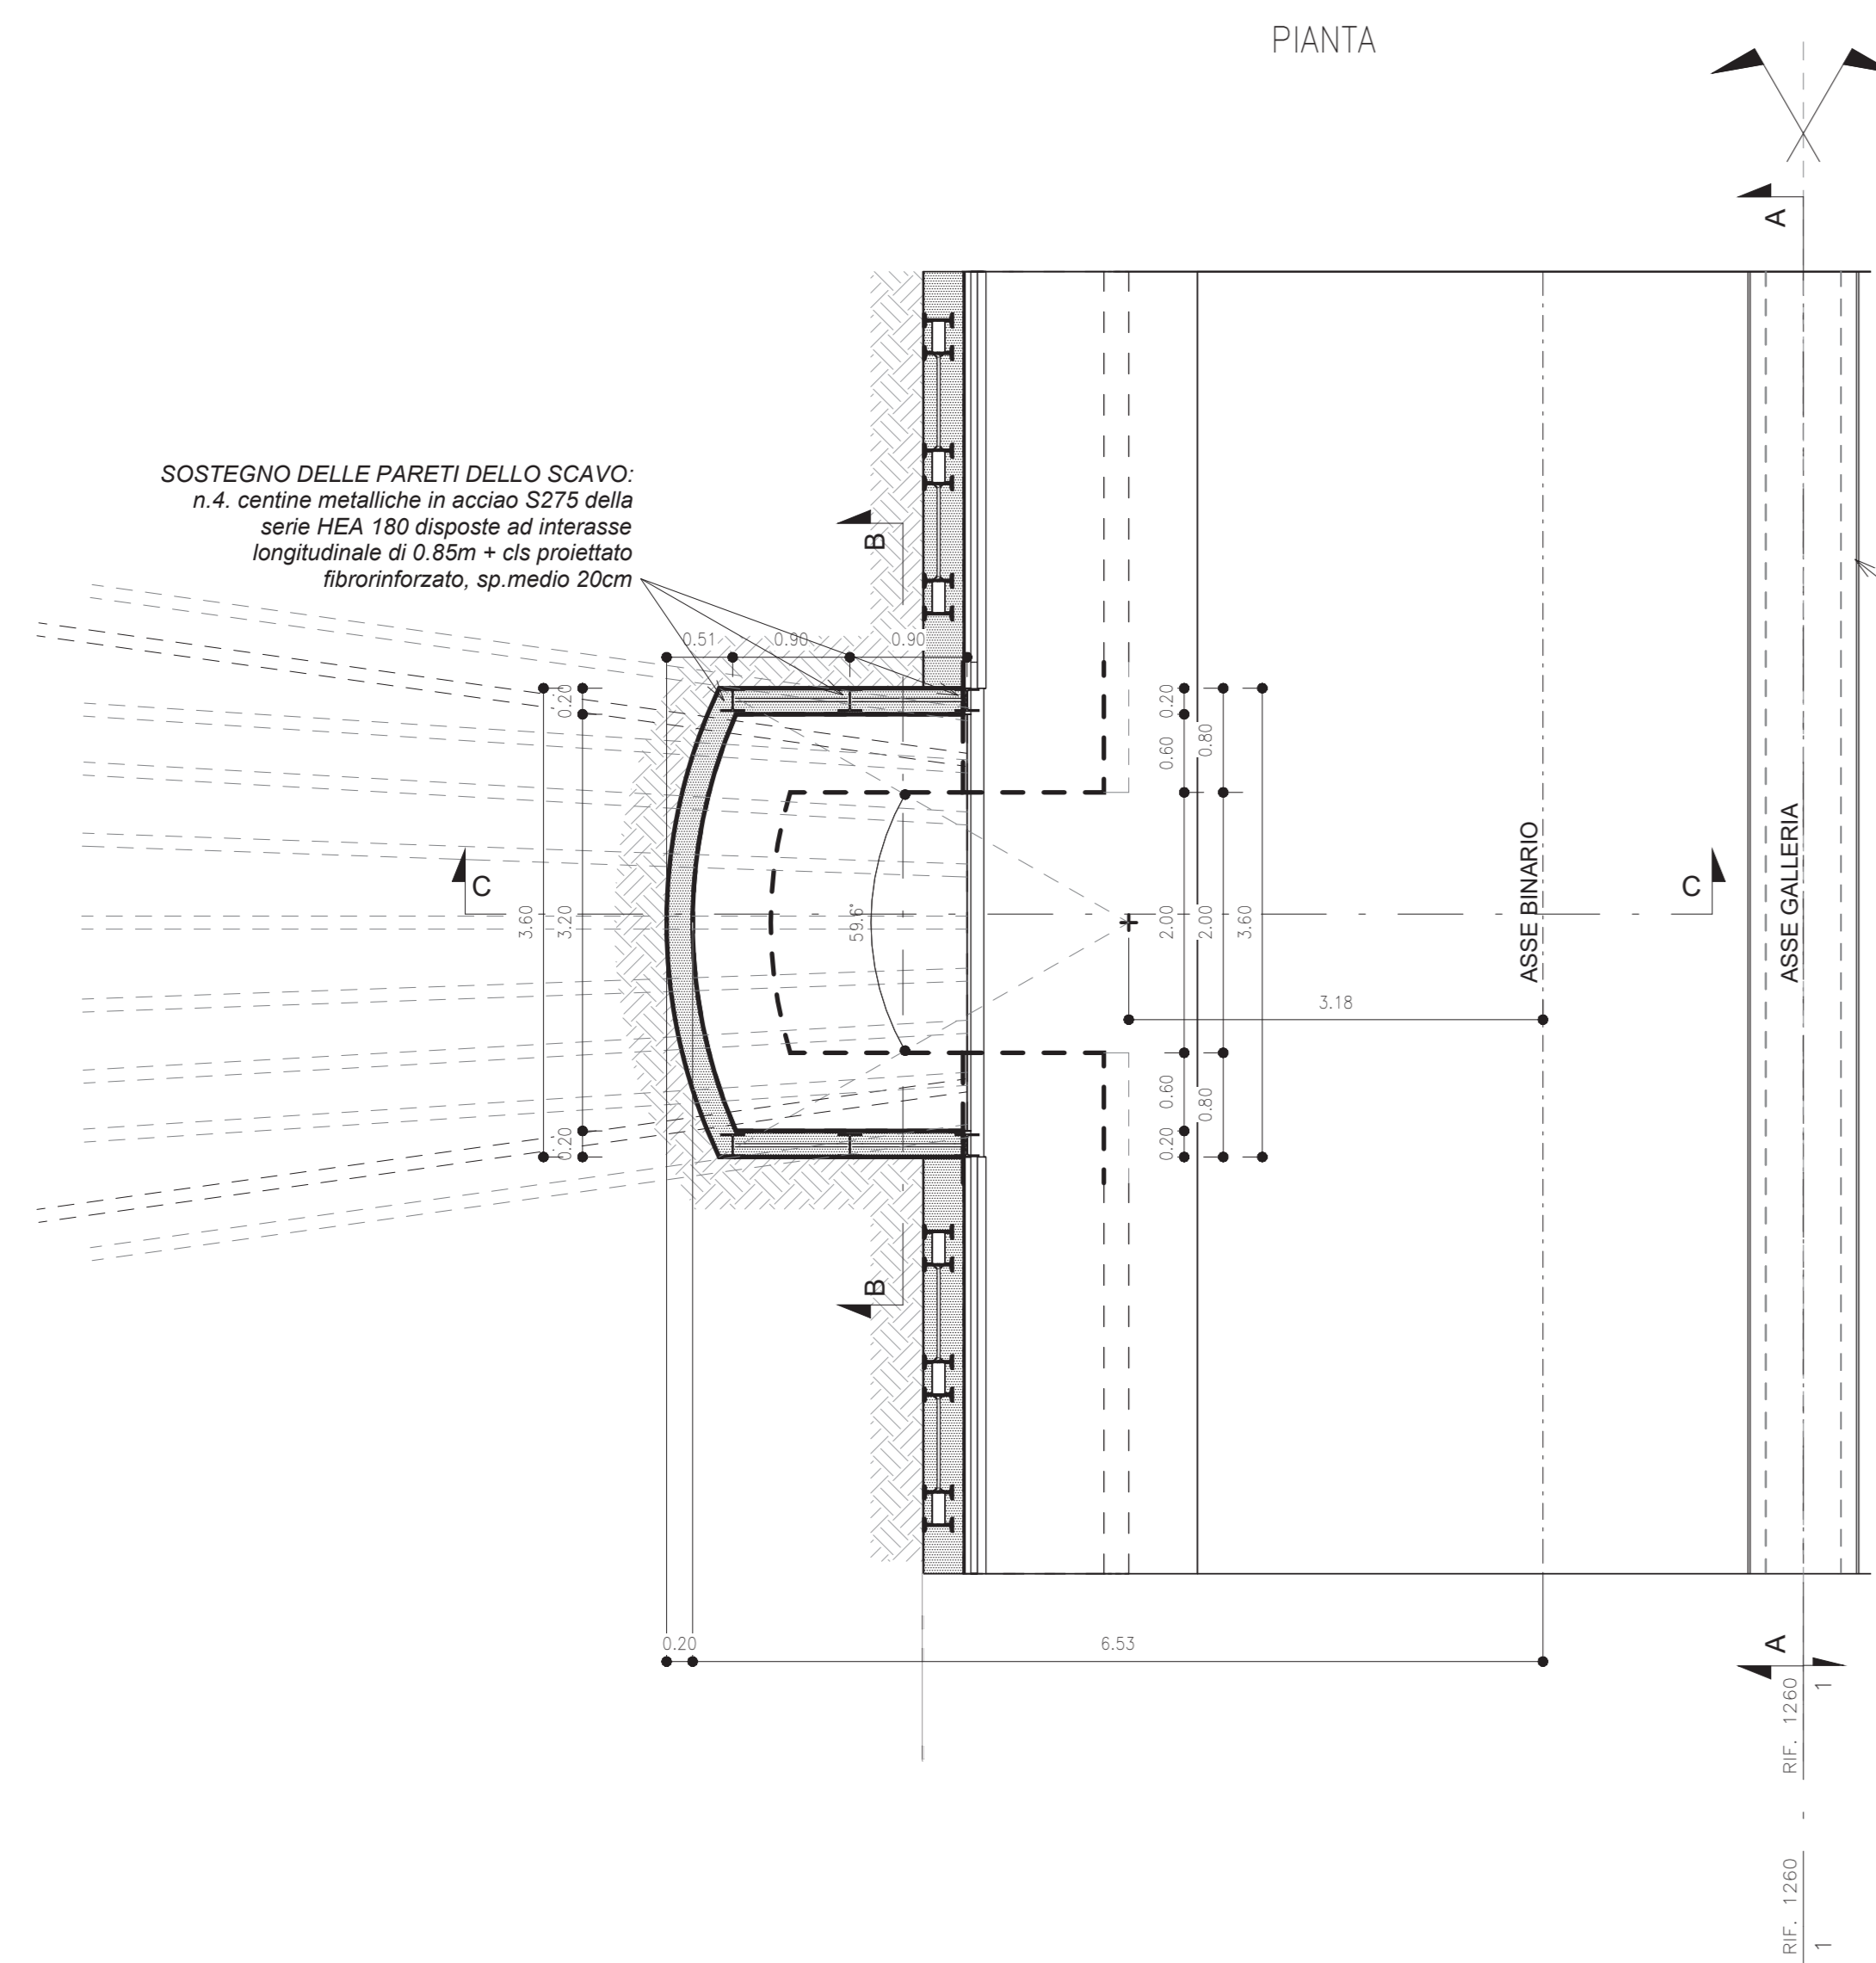 PIANTA
A
SOSTEGNO DELLE PARETI DELLO SCAVO:
n.4. centine metalliche in acciao S275 della
serie HEA 180 disposte ad interasse
longitudinale di 0.85m + cls proiettato
fibrorinforzato, sp.medio 20cm
B
0.51
0.90
0.90
0.20
0.20
0.60
0.80
C
3.60
3.20
59.6°
2.00
2.00
3.60
ASSE BINARIO
C
ASSE GALLERIA
3.18
0.20
0.60
0.80
0.20
B
0.20
6.53
A
RIF. 1260
1
RIF. 1260
1